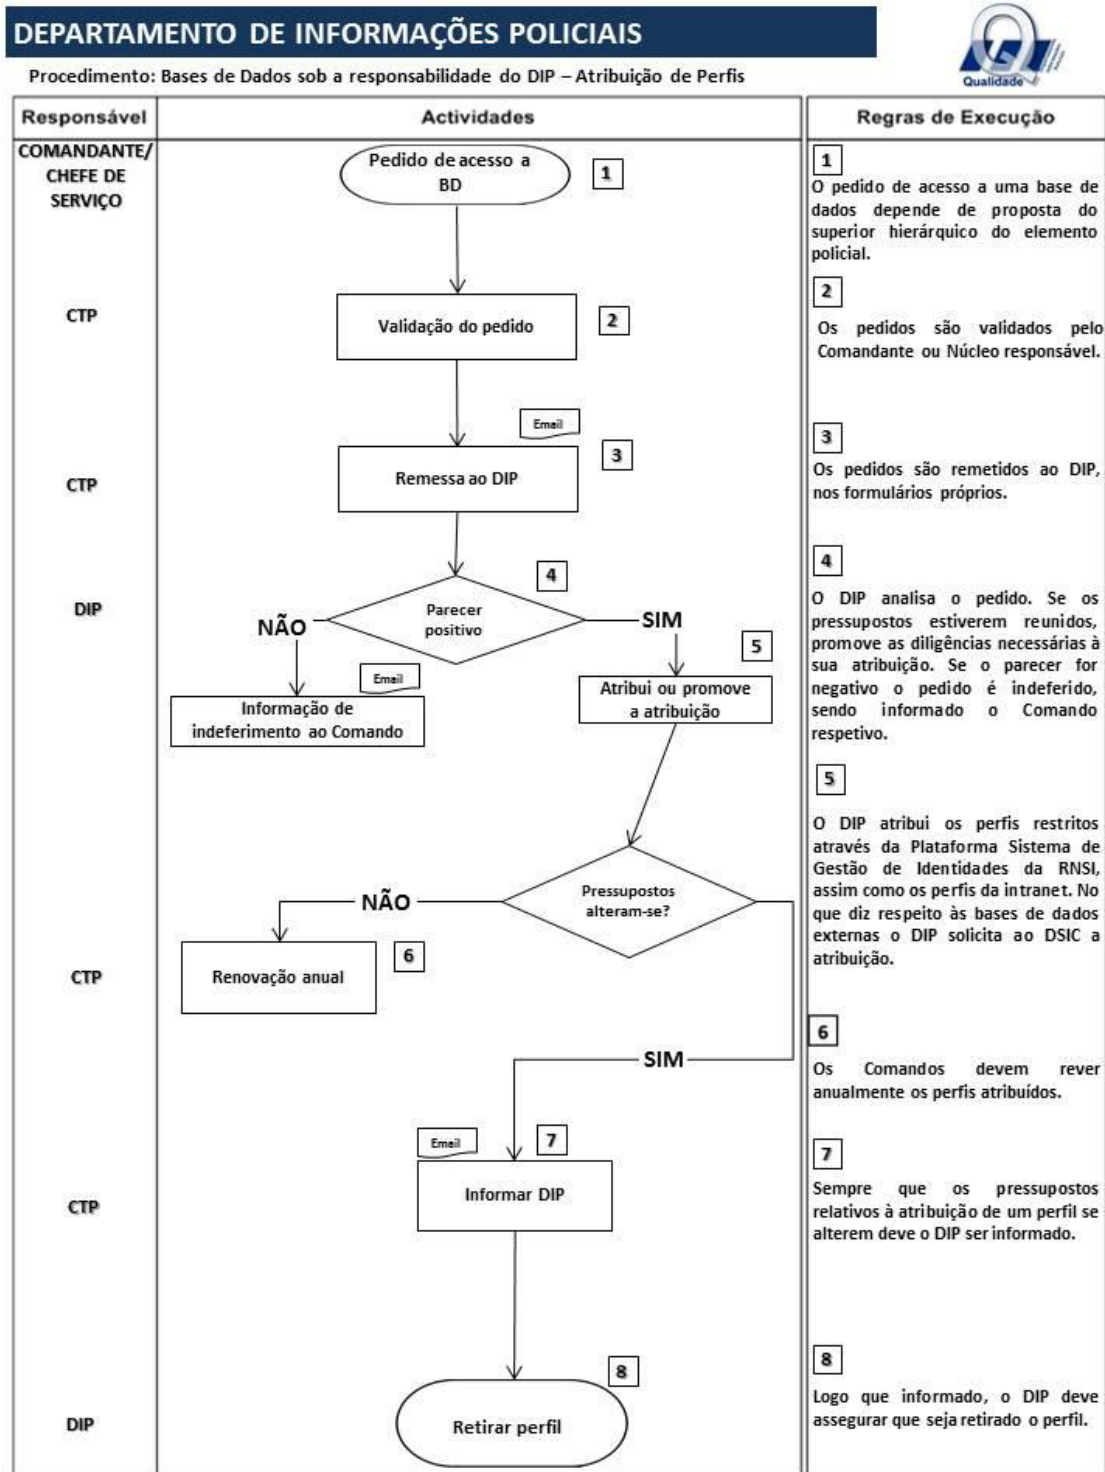 DEPARTAMENTO DE INFORMAÇÕES POLICIAIS
Qualidade
Procedimento: Bases de Dados sob a responsabilidade do DIP – Atribuição de Perfis
Responsável
Actividades
Regras de Execução
COMANDANTE/
CHEFE DE
SERVIÇO
Pedido de acesso a
BD
1
1
O pedido de acesso a uma base de
dados depende de proposta do
superior hierárquico do elemento
policial.
CTP
Validação do pedido
2
2
Os pedidos são validados pelo
Comandante ou Núcleo responsável.
CTP
Email
Remessa ao DIP
3
3
Os pedidos são remetidos ao DIP,
nos formulários próprios.
DIP
Parecer
positivo
4
NÃO
SIM
Email
Informação de
indeferimento ao Comando
5
Atribui ou promove
a atribuição
4
O DIP analisa o pedido. Se os
pressupostos estiverem reunidos,
promove as diligências necessárias à
sua atribuição. Se o parecer for
negativo o pedido é indeferido,
sendo informado o Comando
respetivo.
5
O DIP atribui os perfis restritos
através da Plataforma Sistema de
Gestão de Identidades da RNSI,
assim como os perfis da intranet. No
que diz respeito às bases de dados
externas o DIP solicita ao DSIC a
atribuição.
Pressupostos
alteram-se?
NÃO
CTP
Renovação anual
6
6
Os Comandos devem rever
anualmente os perfis atribuídos.
SIM
CTP
Email
7
Informar DIP
7
Sempre que os pressupostos
relativos à atribuição de um perfil se
alterem deve o DIP ser informado.
DIP
8
Retirar perfil
8
Logo que informado, o DIP deve
assegurar que seja retirado o perfil.